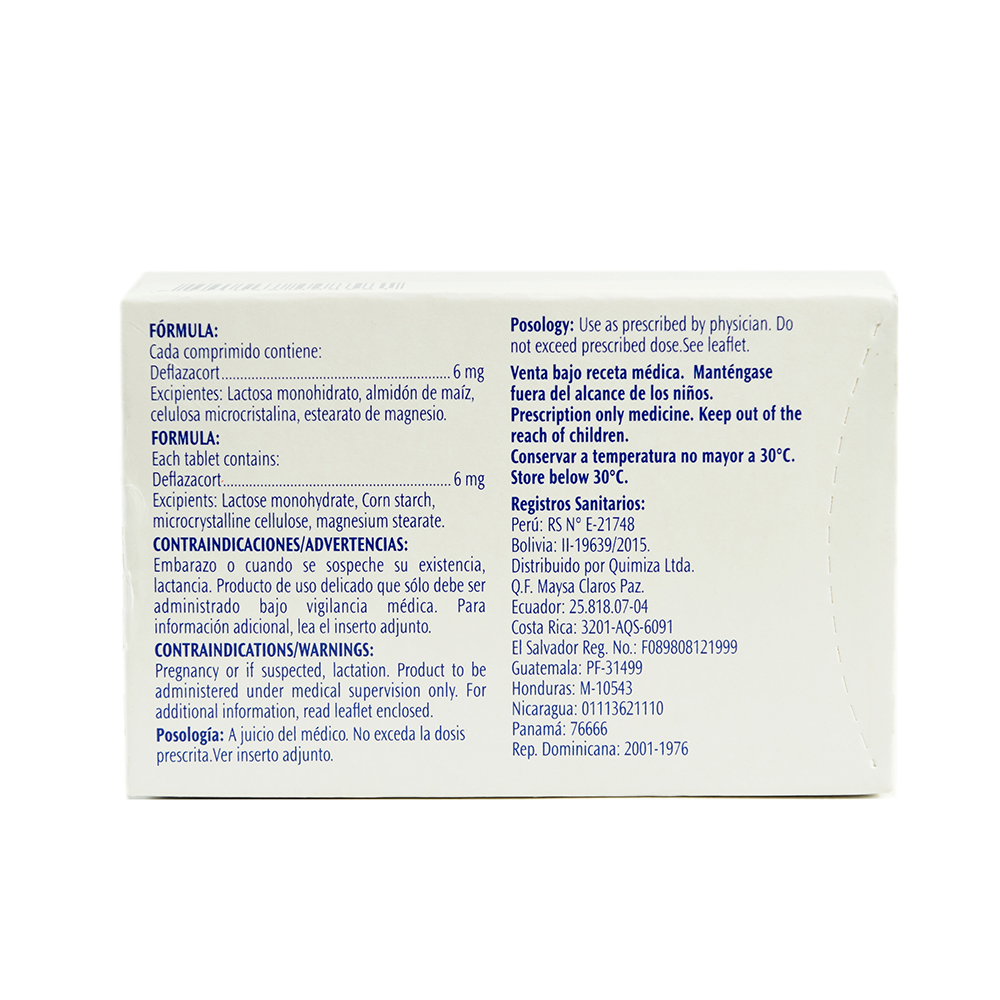 FÓRMULA:
Cada comprimido contiene:
Deflazacort................................................. 6 mg
Excipientes: Lactosa monohidrato, almidón de maíz,
celulosa microcristalina, estearato de magnesio.
FORMULA:
Each tablet contains:
Deflazacort................................................. 6 mg
Excipients: Lactose monohydrate, Corn starch,
microcrystalline cellulose, magnesium stearate.
CONTRAINDICACIONES/ADVERTENCIAS:
Embarazo o cuando se sospeche su existencia,
lactancia. Producto de uso delicado que sólo debe ser
administrado bajo vigilancia médica. Para
información adicional, lea el inserto adjunto.
CONTRAINDICATIONS/WARNINGS:
Pregnancy or if suspected, lactation. Product to be
administered under medical supervision only. For
additional information, read leaflet enclosed.
Posología: A juicio del médico. No exceda la dosis
prescrita.Ver inserto adjunto.
Posology: Use as prescribed by physician. Do
not exceed prescribed dose.See leaflet.
Venta bajo receta médica. Manténgase
fuera del alcance de los niños.
Prescription only medicine. Keep out of the
reach of children.
Conservar a temperatura no mayor a 30°C.
Store below 30°C.
Registros Sanitarios:
Perú: RS N° E-21748
Bolivia: II-19639/2015.
Distribuido por Quimiza Ltda.
Q.F. Maysa Claros Paz.
Ecuador: 25.818.07-04
Costa Rica: 3201-AQS-6091
El Salvador Reg. No.: F089808121999
Guatemala: PF-31499
Honduras: M-10543
Nicaragua: 01113621110
Panamá: 76666
Rep. Dominicana: 2001-1976